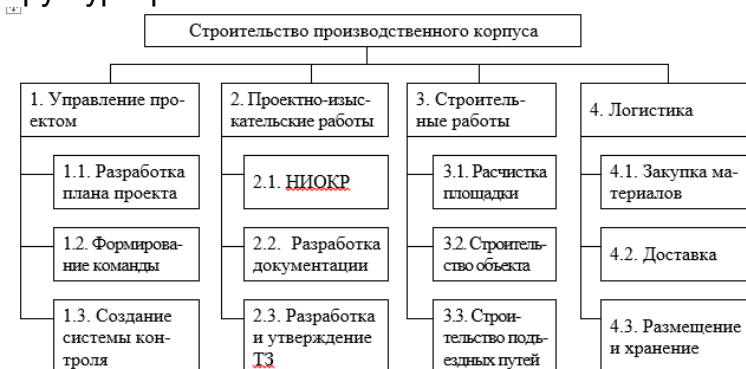 Строительство производственного корпуса
1. Управление про-
ектом
2. Проектно-изыс-
кательские работы
3. Строитель-
ные работы
4. Логистика
1.1. Разработка
плана проекта
2.1. НИОКР
3.1. Расчистка
площадки
4.1. Закупка ма-
териалов
1.2. Формирова-
ние команды
2.2. Разработка
документации
3.2. Строитель-
ство объекта
4.2. Доставка
1.3. Создание
системы кон-
троля
2.3. Разработка
и утверждение
ТЗ
3.3. Строи-
тельство подъ-
ездных путей
4.3. Размещение
и хранение